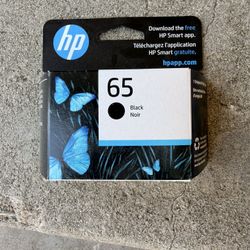 hp
Download the free
HP Smart app.
Téléchargez l'application
HP Smart gratuite.
hpapp.com
65
Black
Noir